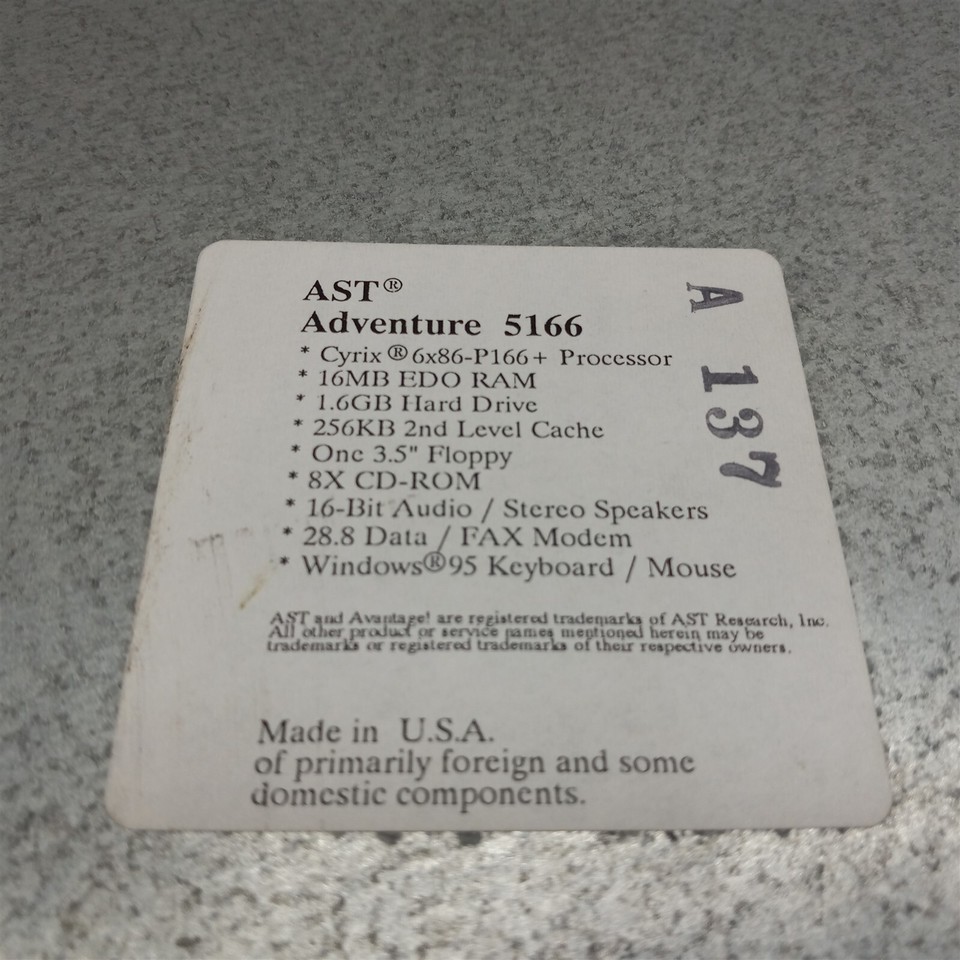 AST®
Adventure 5166
* Cyrix®6x86-P166+ Processor
* 16MB EDO RAM
* 1.6GB Hard Drive
* 256KB 2nd Level Cache
* One 3.5" Floppy
* 8X CD-ROM
* 16-Bit Audio / Stereo Speakers
* 28.8 Data / FAX Modem
* Windows®95 Keyboard / Mouse
AST and Avantage! are registered trademarks of AST Research, Inc.
All other product or service names mentioned herein may be
trademarks or registered trademarks of their respective owners.
Made in U.S.A.
of primarily foreign and some
domestic components.
A 137